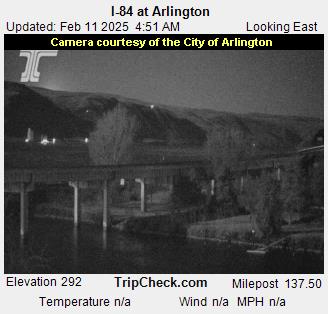 I-84 at Arlington
Updated: Feb 11 2025 4:51 AM Looking East
Camera courtesy of the City of Arlington
Elevation 292 TripCheck.com Milepost 137.50
Temperature n/a Wind n/a MPH n/a